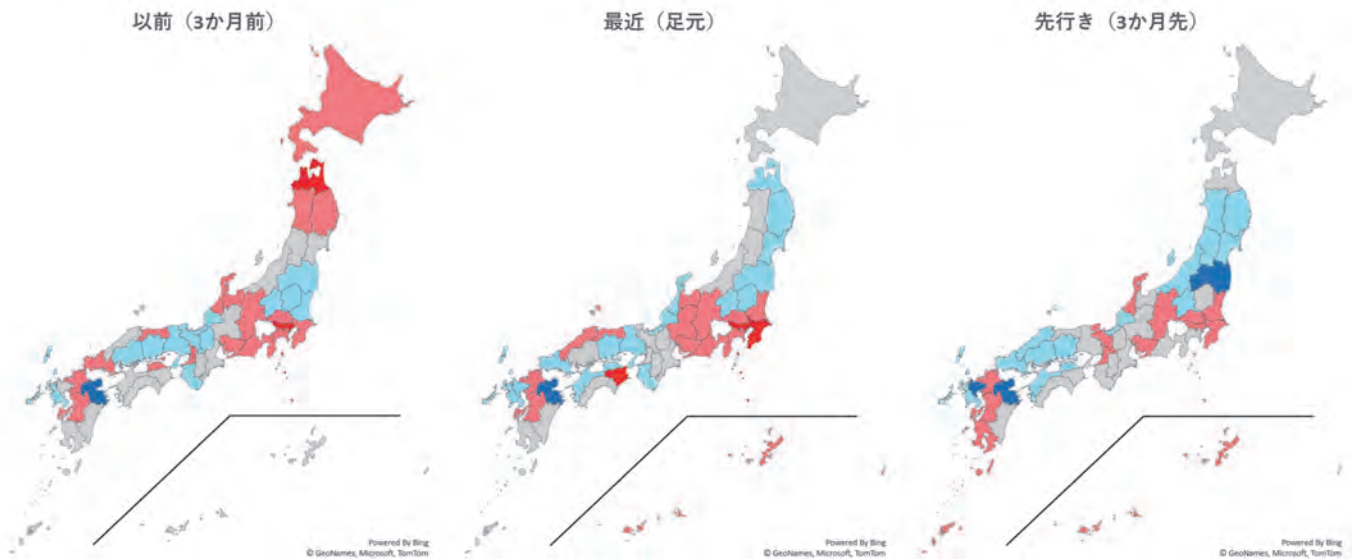 以前（3か月前）
最近（足元）
先行き（3か月先）
Powered By Bing
© GeoNames, Microsoft, TomTom
Powered By Bing
© GeoNames, Microsoft, TomTom
Powered By Bing
© GeoNames, Microsoft, TomTom